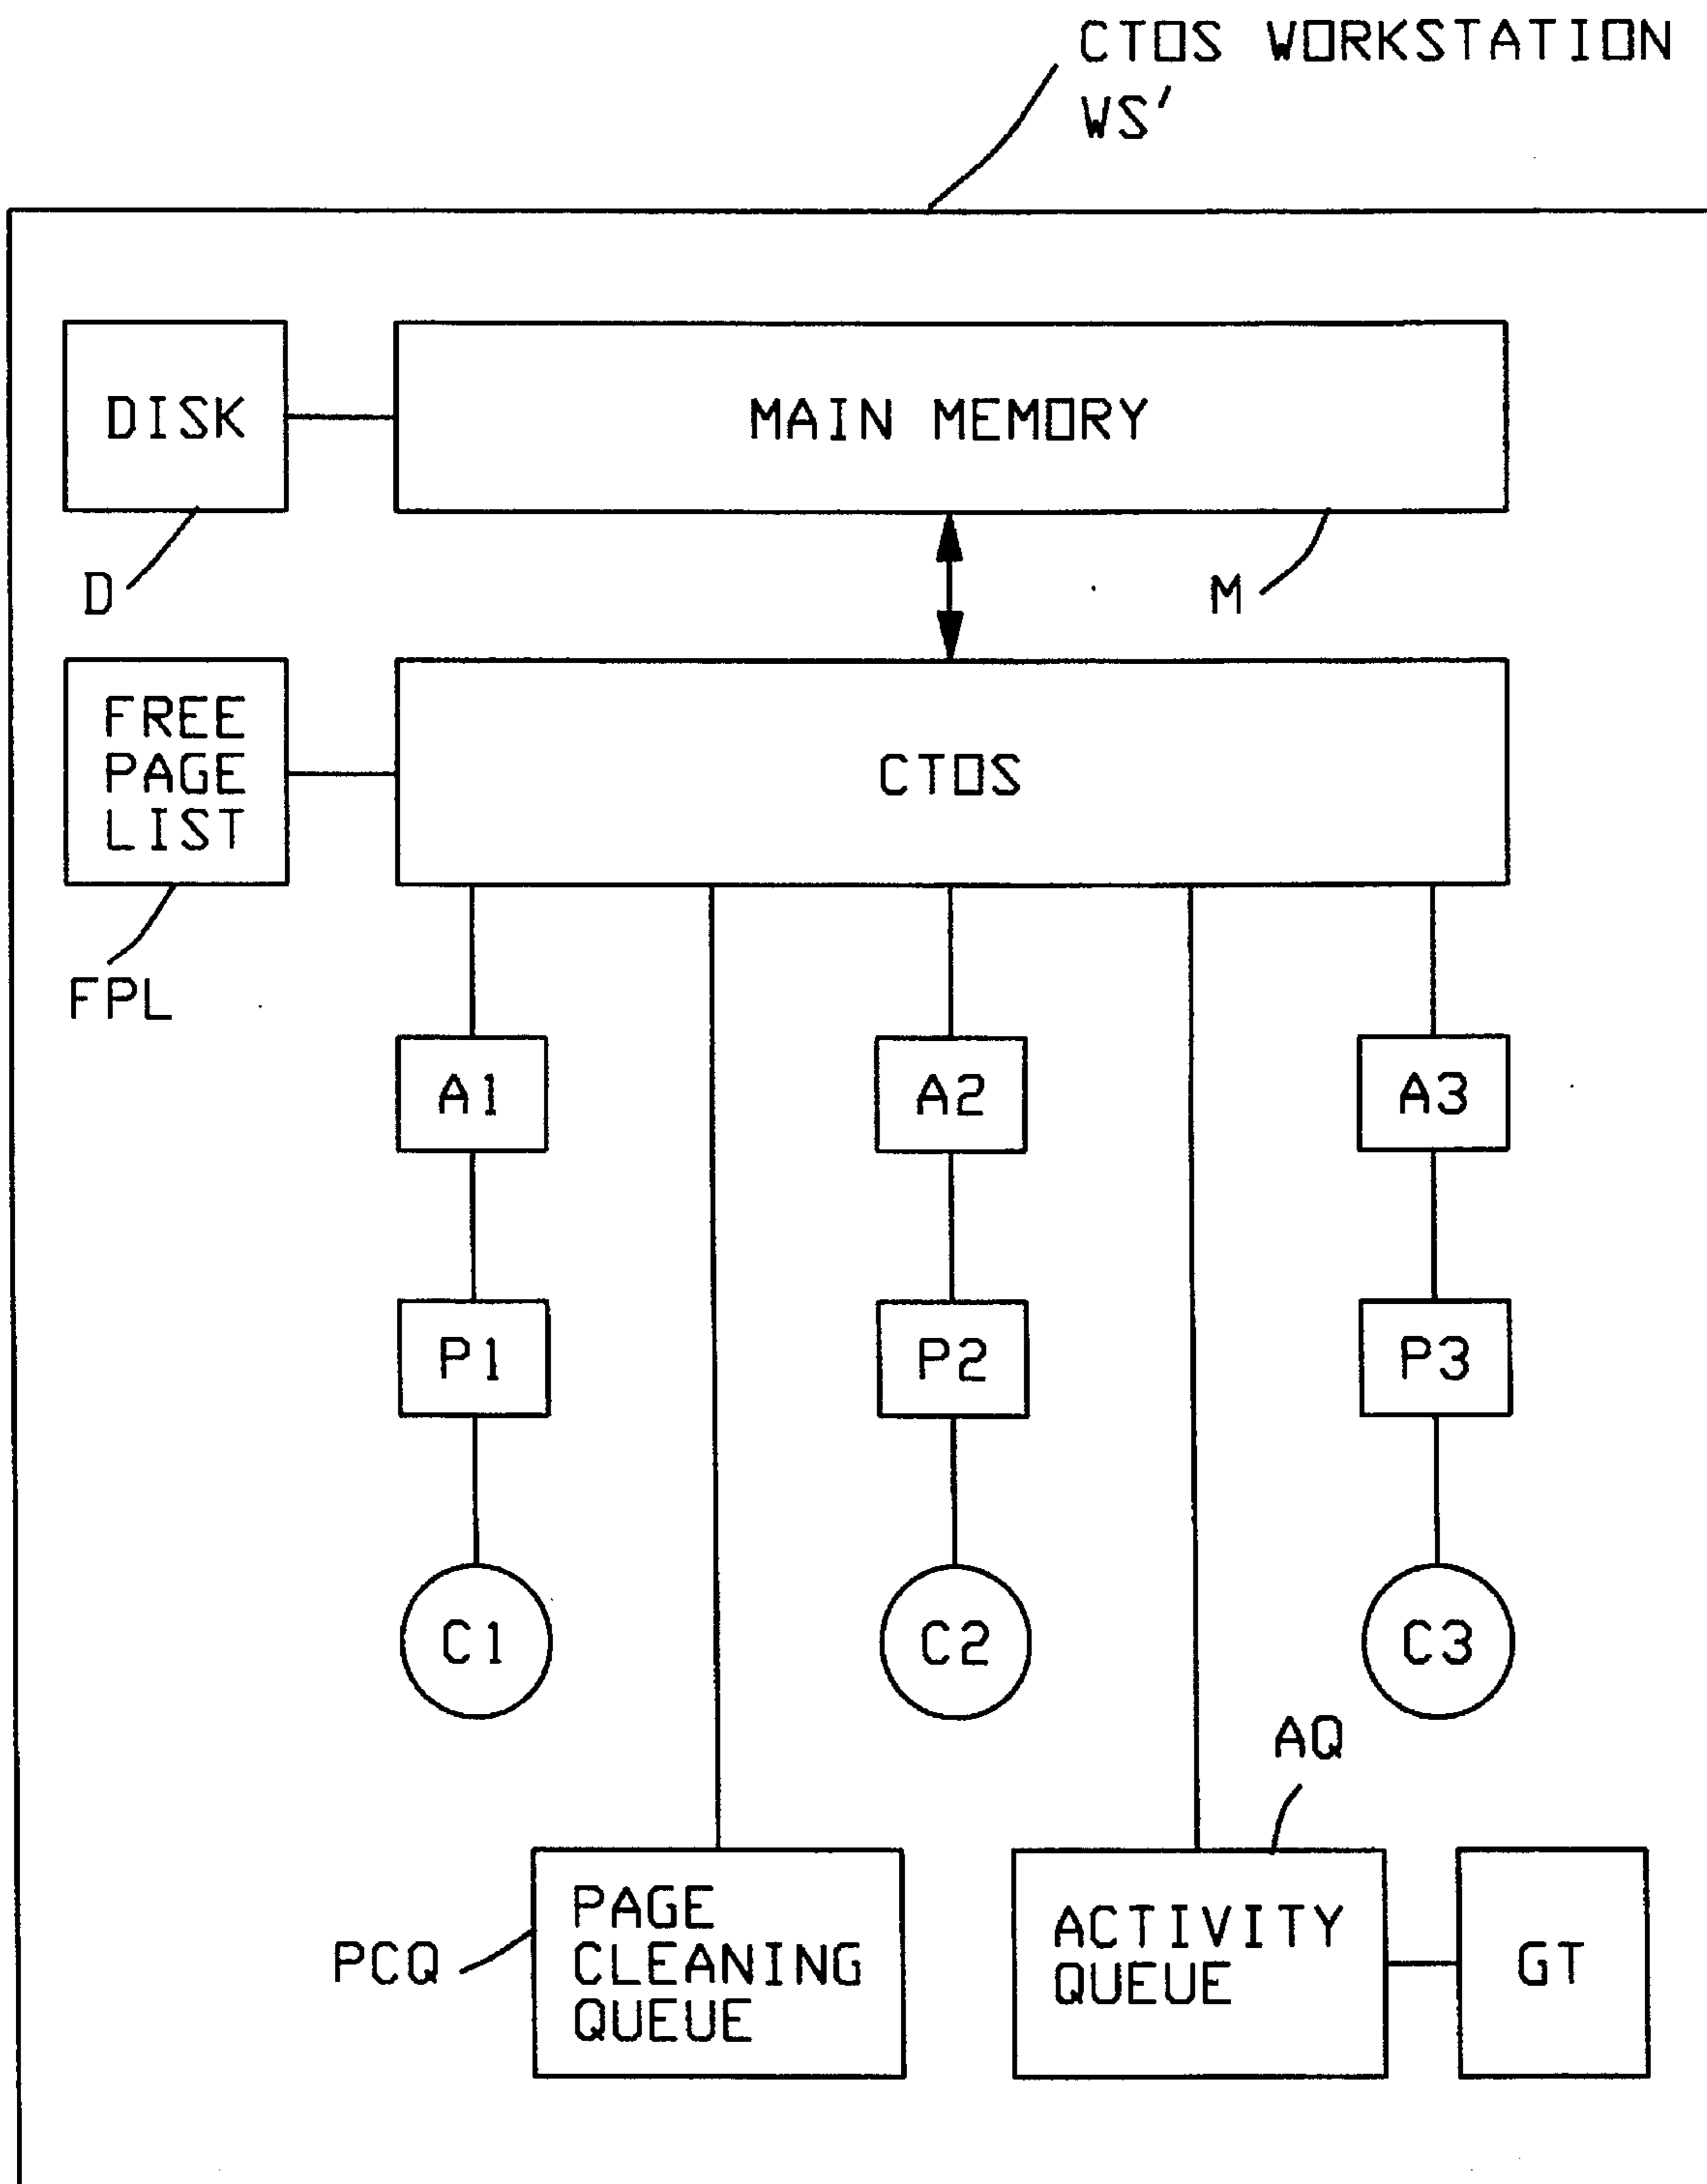 CTOS WORKSTATION
WS'
DISK
MAIN MEMORY
D
M
FREE
PAGE
LIST
CTOS
FPL
A1
A2
A3
P1
P2
P3
C1
C2
C3
AQ
PAGE
CLEANING
QUEUE
PCQ
ACTIVITY
QUEUE
GT